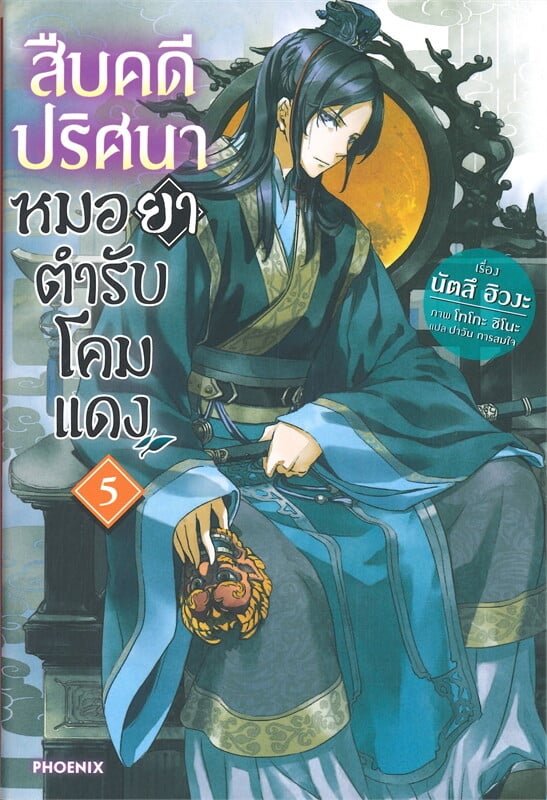 สืบคดี
ปริศนา
หมอยา
ตำรับ
โคม
แดง
5
เรื่อง
นัตสึ ฮิวงะ
ภาพ โทโกะ ชิโนะ
แปล ปาวัน การสมใจ
PHOENIX